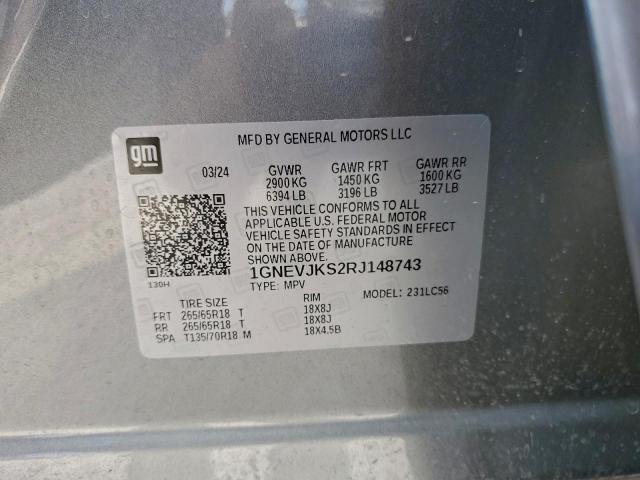 gm
MFD BY GENERAL MOTORS LLC
03/24 GVWR GAWR FRT GAWR RR
2900 KG 1450 KG 1600 KG
6394 LB 3196 LB 3527 LB
THIS VEHICLE CONFORMS TO ALL
APPLICABLE U.S. FEDERAL MOTOR
VEHICLE SAFETY STANDARDS IN EFFECT
ON THE DATE OF MANUFACTURE
SHOWN ABOVE.
1GNEVJKS2RJ148743
130H
TYPE: MPV MODEL: 231LC56
TIRE SIZE RIM
FRT 265/65R18 T 18X8J
RR 265/65R18 T 18X8J
SPA T135/70R18 M 18X4.5B